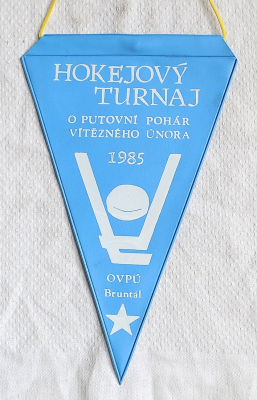 HOKEJOVÝ
TURNAJ
O PUTOVNÍ POHÁR
VÍTĚZNÉHO ÚNORA
1985
OVPÚ
Bruntál